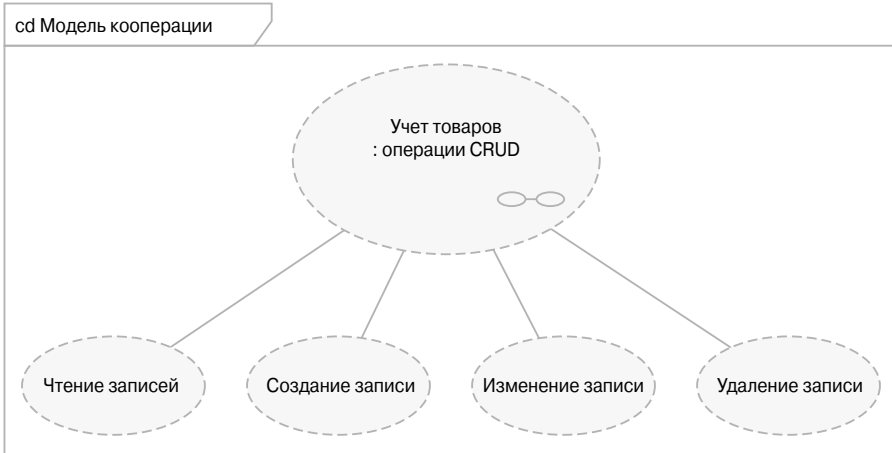 cd Модель кооперации
Учет товаров
: операции CRUD
Чтение записей
Создание записи
Изменение записи
Удаление записи